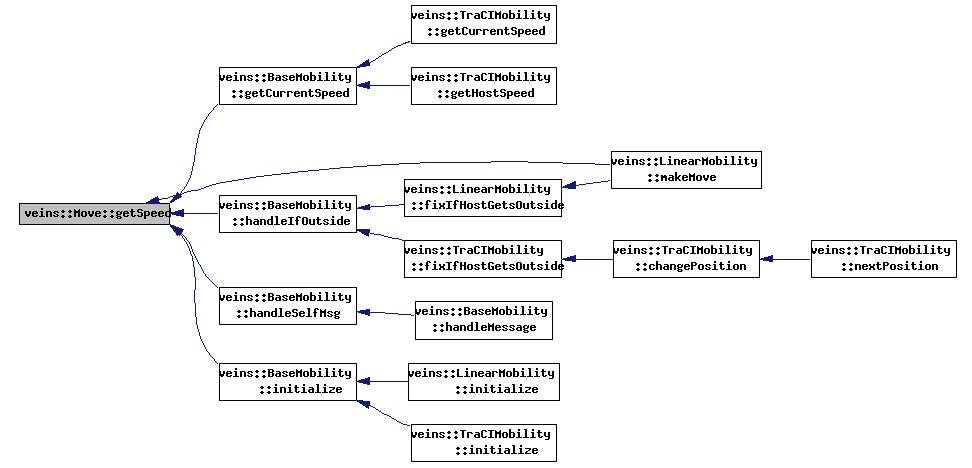 veins::TraCIMobility
::getCurrentSpeed
veins::BaseMobility
::getCurrentSpeed
veins::TraCIMobility
::getHostSpeed
veins::LinearMobility
::makeMove
veins::LinearMobility
::fixIfHostGetsOutside
veins::Move::getSpeed
veins::BaseMobility
::handleIfOutside
veins::TraCIMobility
::fixIfHostGetsOutside
veins::TraCIMobility
::changePosition
veins::TraCIMobility
::nextPosition
veins::BaseMobility
::handleSelfMsg
veins::BaseMobility
::handleMessage
veins::BaseMobility
::initialize
veins::LinearMobility
::initialize
veins::TraCIMobility
::initialize